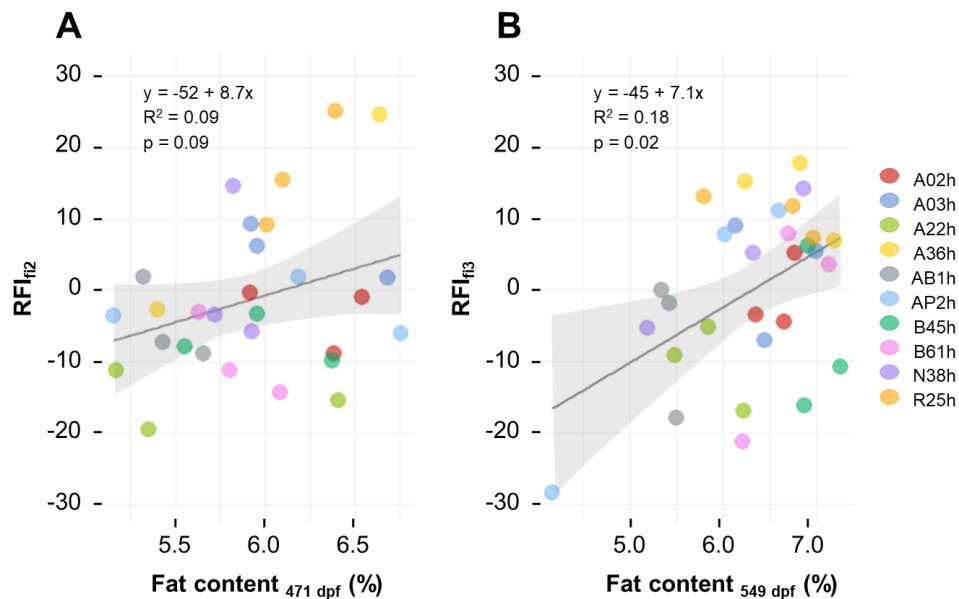 A
y = -52 + 8.7x
R² = 0.09
p = 0.09
30
20
10
0
-10
-20
-30
RFIfi2
5.5 6.0 6.5
Fat content 471 dpf (%)
B
y = -45 + 7.1x
R² = 0.18
p = 0.02
30
20
10
0
-10
-20
-30
RFIfi3
5.0 6.0 7.0
Fat content 549 dpf (%)
A02h
A03h
A22h
A36h
AB1h
AP2h
B45h
B61h
N38h
R25h